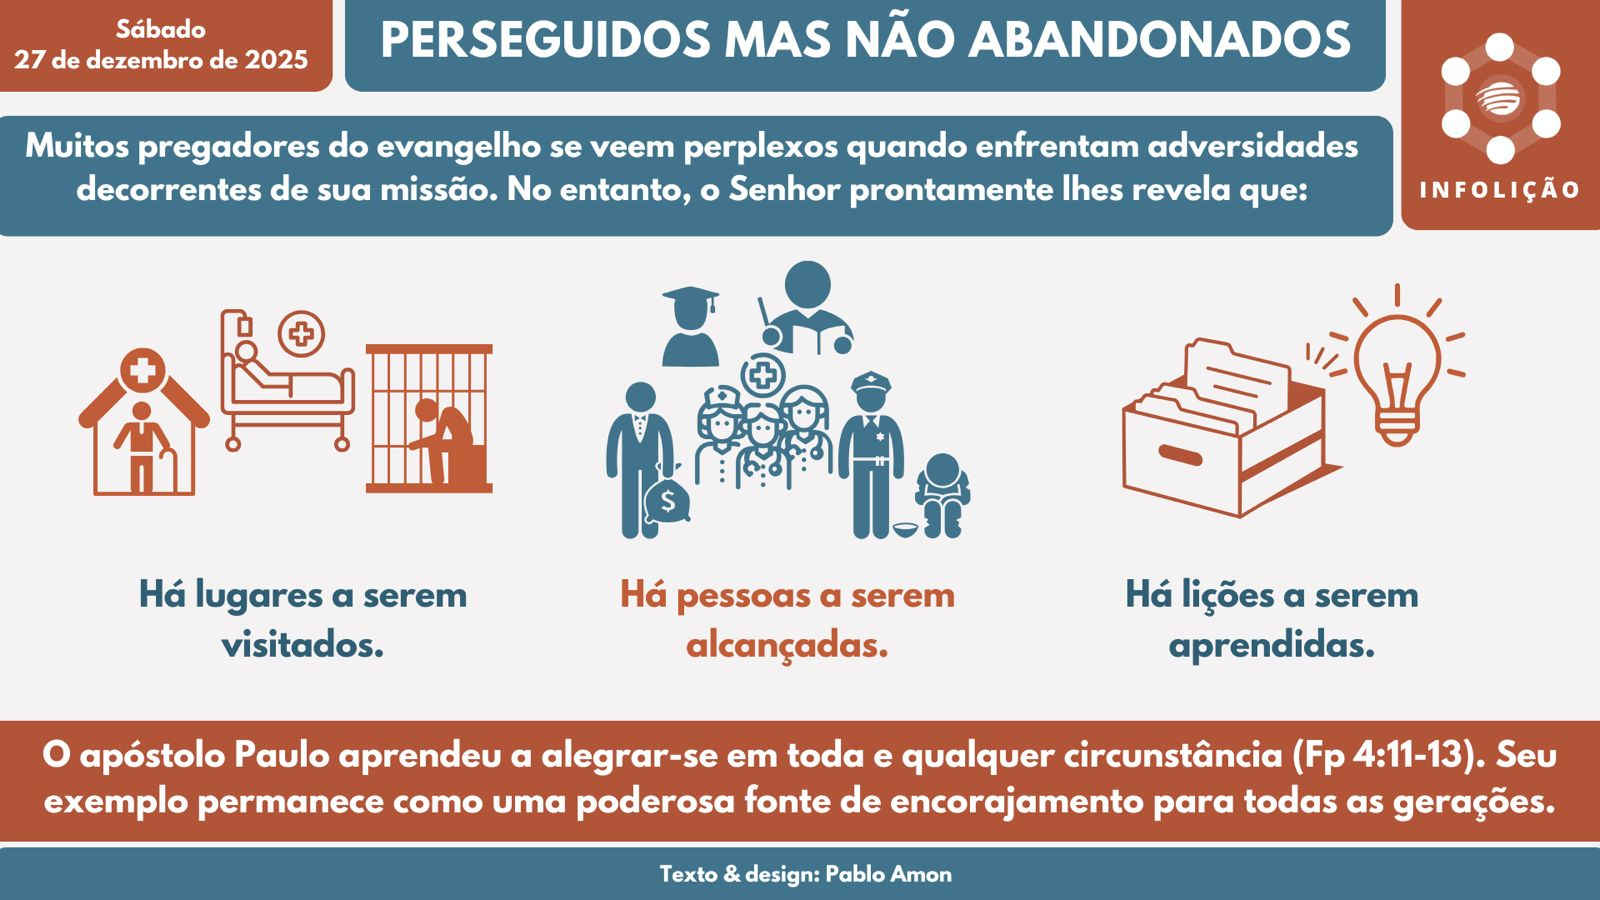 Sábado
27 de dezembro de 2025
PERSEGUIDOS MAS NÃO ABANDONADOS
INFOLIÇÃO
Muitos pregadores do evangelho se veem perplexos quando enfrentam adversidades
decorrentes de sua missão. No entanto, o Senhor prontamente lhes revela que:
$
Há lugares a serem
visitados.
Há pessoas a serem
alcançadas.
Há lições a serem
aprendidas.
O apóstolo Paulo aprendeu a alegrar-se em toda e qualquer circunstância (Fp 4:11-13). Seu
exemplo permanece como uma poderosa fonte de encorajamento para todas as gerações.
Texto & design: Pablo Amon